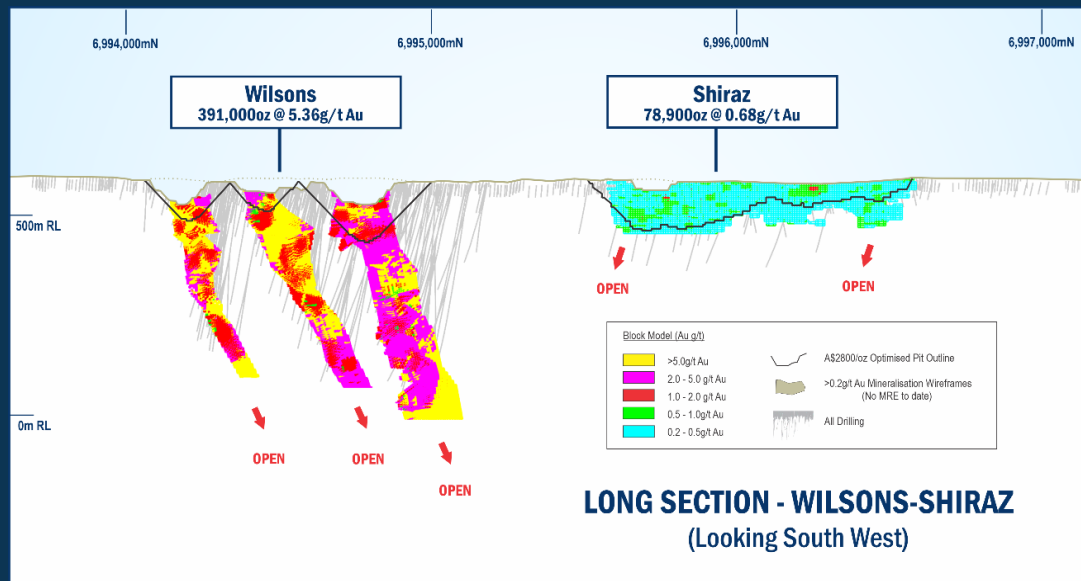 6,994,000mN
6,995,000mN
6,996,000mN
6,997,000mN
Wilsons
391,000oz @ 5.36g/t Au
Shiraz
78,900oz @ 0.68g/t Au
500m RL
0m RL
OPEN
OPEN
OPEN
OPEN
OPEN
Block Model (Au g/t)
>5.0g/t Au
2.0 - 5.0 g/t Au
1.0 - 2.0 g/t Au
0.5 - 1.0g/t Au
0.2 - 0.5g/t Au
A$2800/oz Optimised Pit Outline
>0.2g/t Au Mineralisation Wireframes
(No MRE to date)
All Drilling
LONG SECTION - WILSONS-SHIRAZ
(Looking South West)